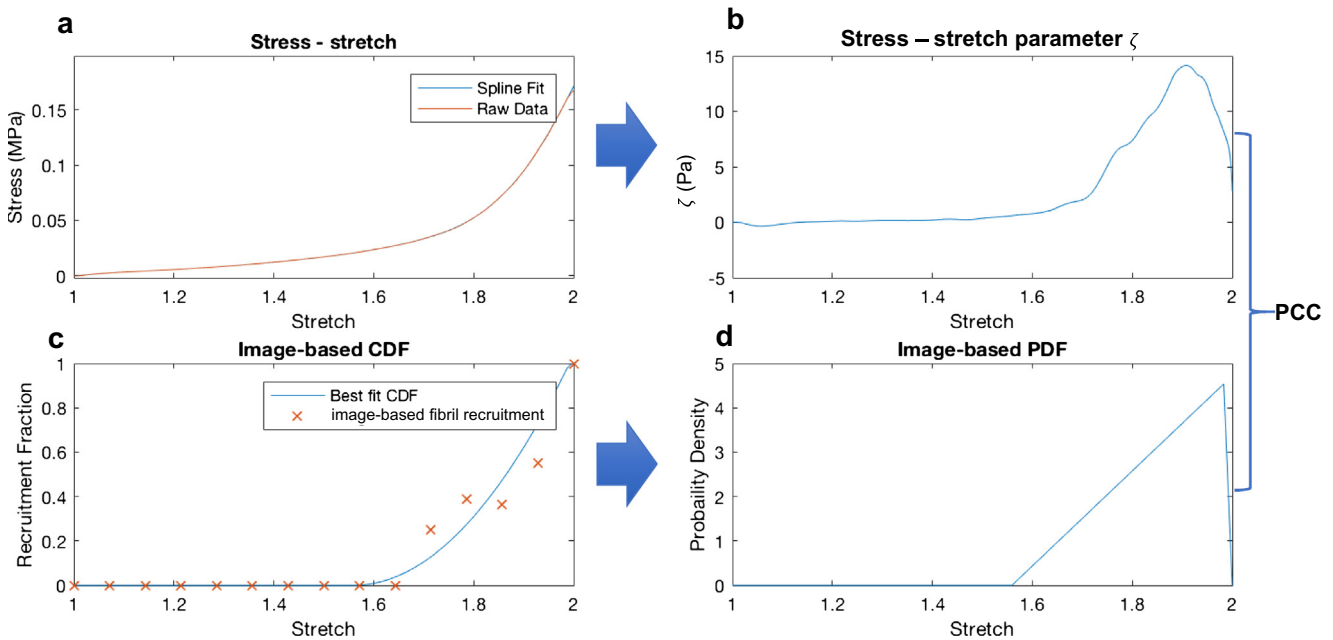 a
Stress - stretch
Stress (MPa)
0.15
0.1
0.05
0
Spline Fit
Raw Data
1
1.2
1.4
1.6
1.8
2
Stretch
b
Stress – stretch parameter ζ
ζ (Pa)
15
10
5
0
-5
1
1.2
1.4
1.6
1.8
2
Stretch
PCC
c
Image-based CDF
Recruitment Fraction
1
0.8
0.6
0.4
0.2
0
Best fit CDF
image-based fibril recruitment
1
1.2
1.4
1.6
1.8
2
Stretch
d
Image-based PDF
Probaility Density
5
4
3
2
1
0
1
1.2
1.4
1.6
1.8
2
Stretch